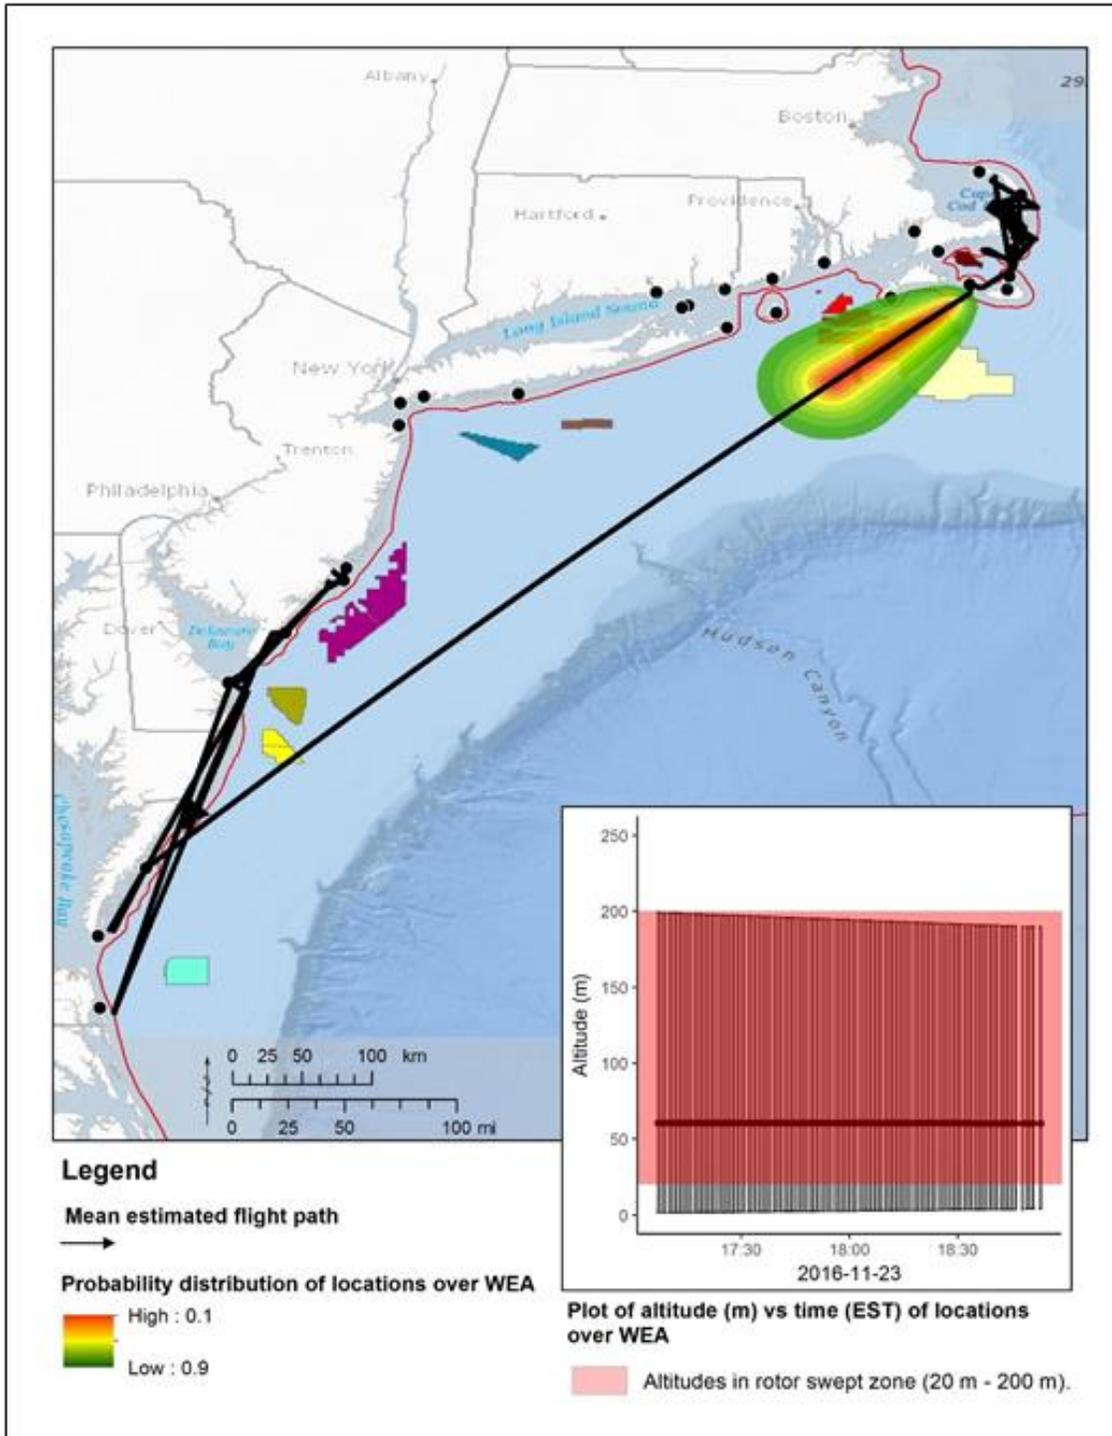 Albany
29
Boston
Cape
Cod
Hartford
Providence
Long Island Sound
New York
Trenton
Philadelphia
Dover
Delaware
Bay
Hudson Canyon
Chesapeake Bay
0 25 50 100 km
0 25 50 100 mi
250
200
150
100
50
0
Altitude (m)
17:30 18:00 18:30
2016-11-23
Legend
Mean estimated flight path
Probability distribution of locations over WEA
High : 0.1
Low : 0.9
Plot of altitude (m) vs time (EST) of locations
over WEA
Altitudes in rotor swept zone (20 m - 200 m).